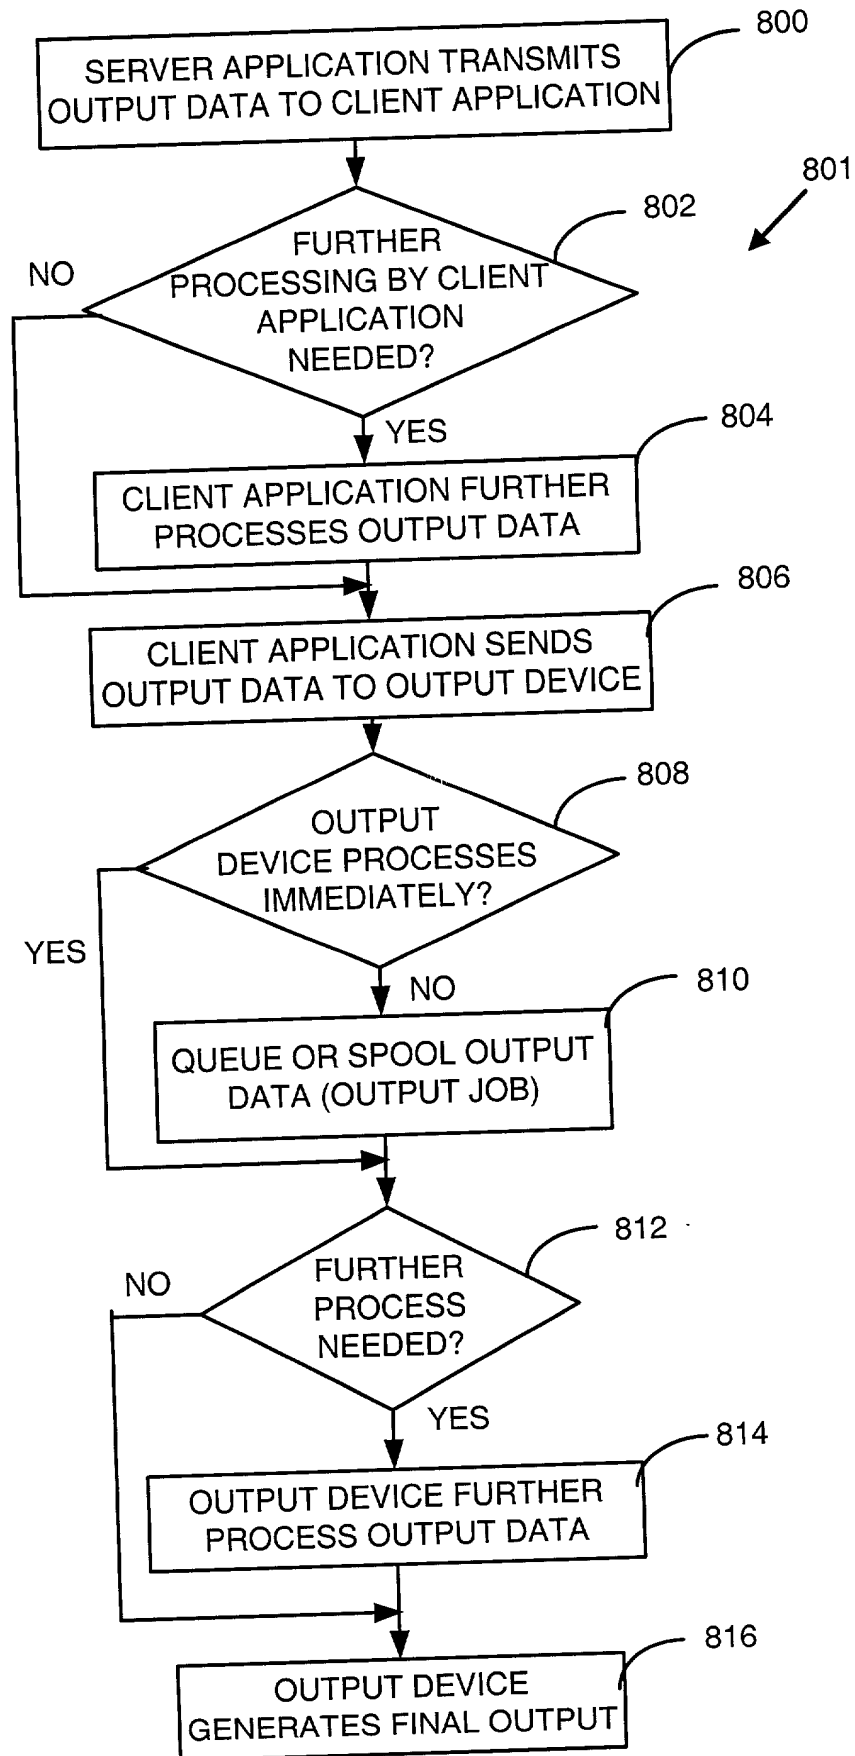 800
SERVER APPLICATION TRANSMITS
OUTPUT DATA TO CLIENT APPLICATION
801
802
FURTHER
PROCESSING BY CLIENT
APPLICATION
NEEDED?
NO
YES
804
CLIENT APPLICATION FURTHER
PROCESSES OUTPUT DATA
806
CLIENT APPLICATION SENDS
OUTPUT DATA TO OUTPUT DEVICE
808
OUTPUT
DEVICE PROCESSES
IMMEDIATELY?
YES
NO
810
QUEUE OR SPOOL OUTPUT
DATA (OUTPUT JOB)
812
FURTHER
PROCESS
NEEDED?
NO
YES
814
OUTPUT DEVICE FURTHER
PROCESS OUTPUT DATA
816
OUTPUT DEVICE
GENERATES FINAL OUTPUT